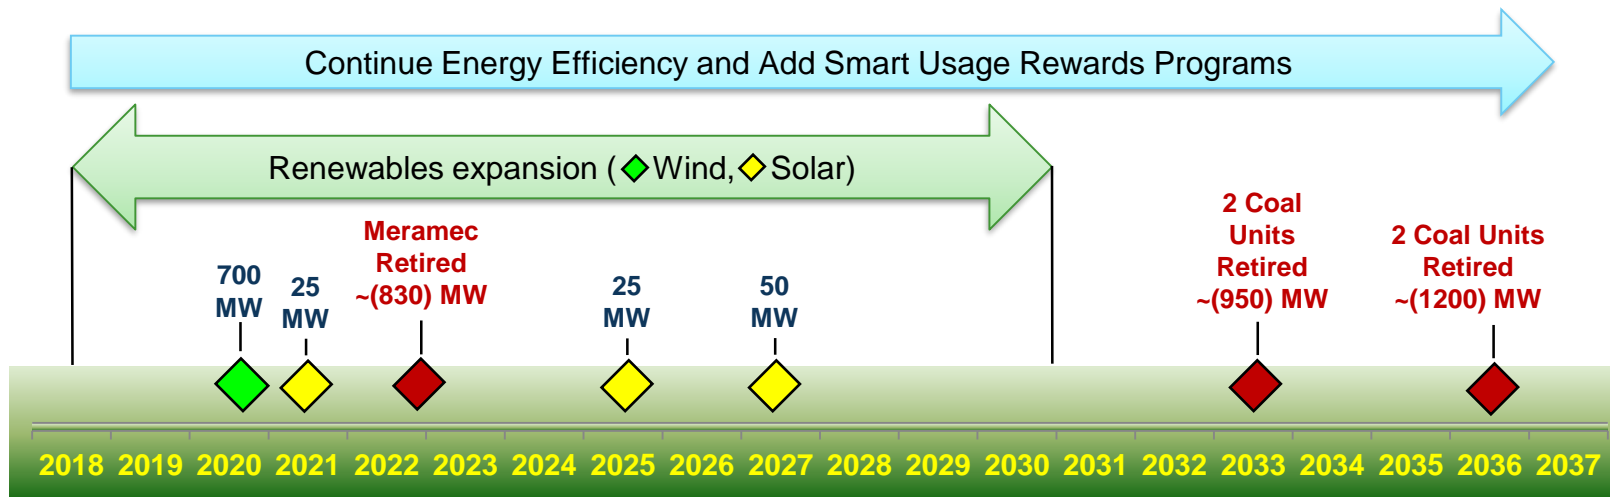 Continue Energy Efficiency and Add Smart Usage Rewards Programs
Renewables expansion ( Wind, Solar)
700
MW
25
MW
Meramec
Retired
~(830) MW
25
MW
50
MW
2 Coal
Units
Retired
~(950) MW
2 Coal Units
Retired
~(1200) MW
2018 2019 2020 2021 2022 2023 2024 2025 2026 2027 2028 2029 2030 2031 2032 2033 2034 2035 2036 2037